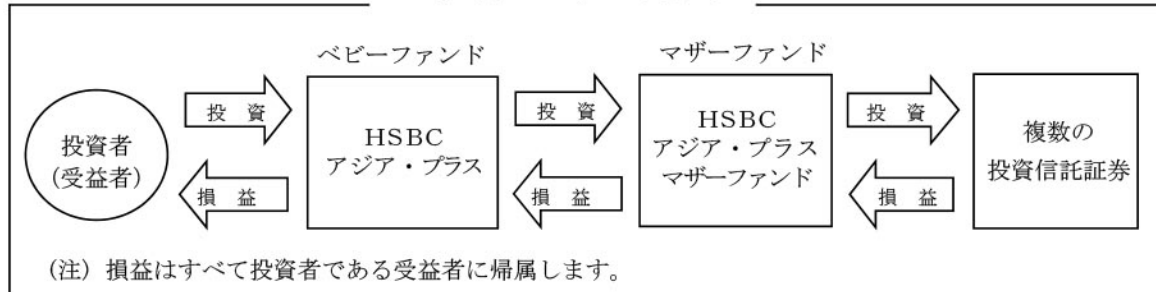 ベビーファンド
マザーファンド
投資者
(受益者)
投 資
損 益
HSBC
アジア・プラス
投 資
損 益
HSBC
アジア・プラス
マザーファンド
投 資
損 益
複数の
投資信託証券
(注) 損益はすべて投資者である受益者に帰属します。